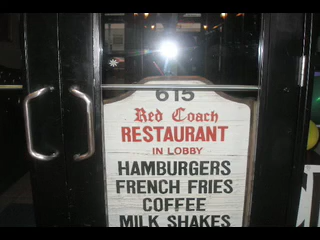 615
Red Coach
RESTAURANT
IN LOBBY
HAMBURGERS
FRENCH FRIES
COFFEE
MILK SHAKES